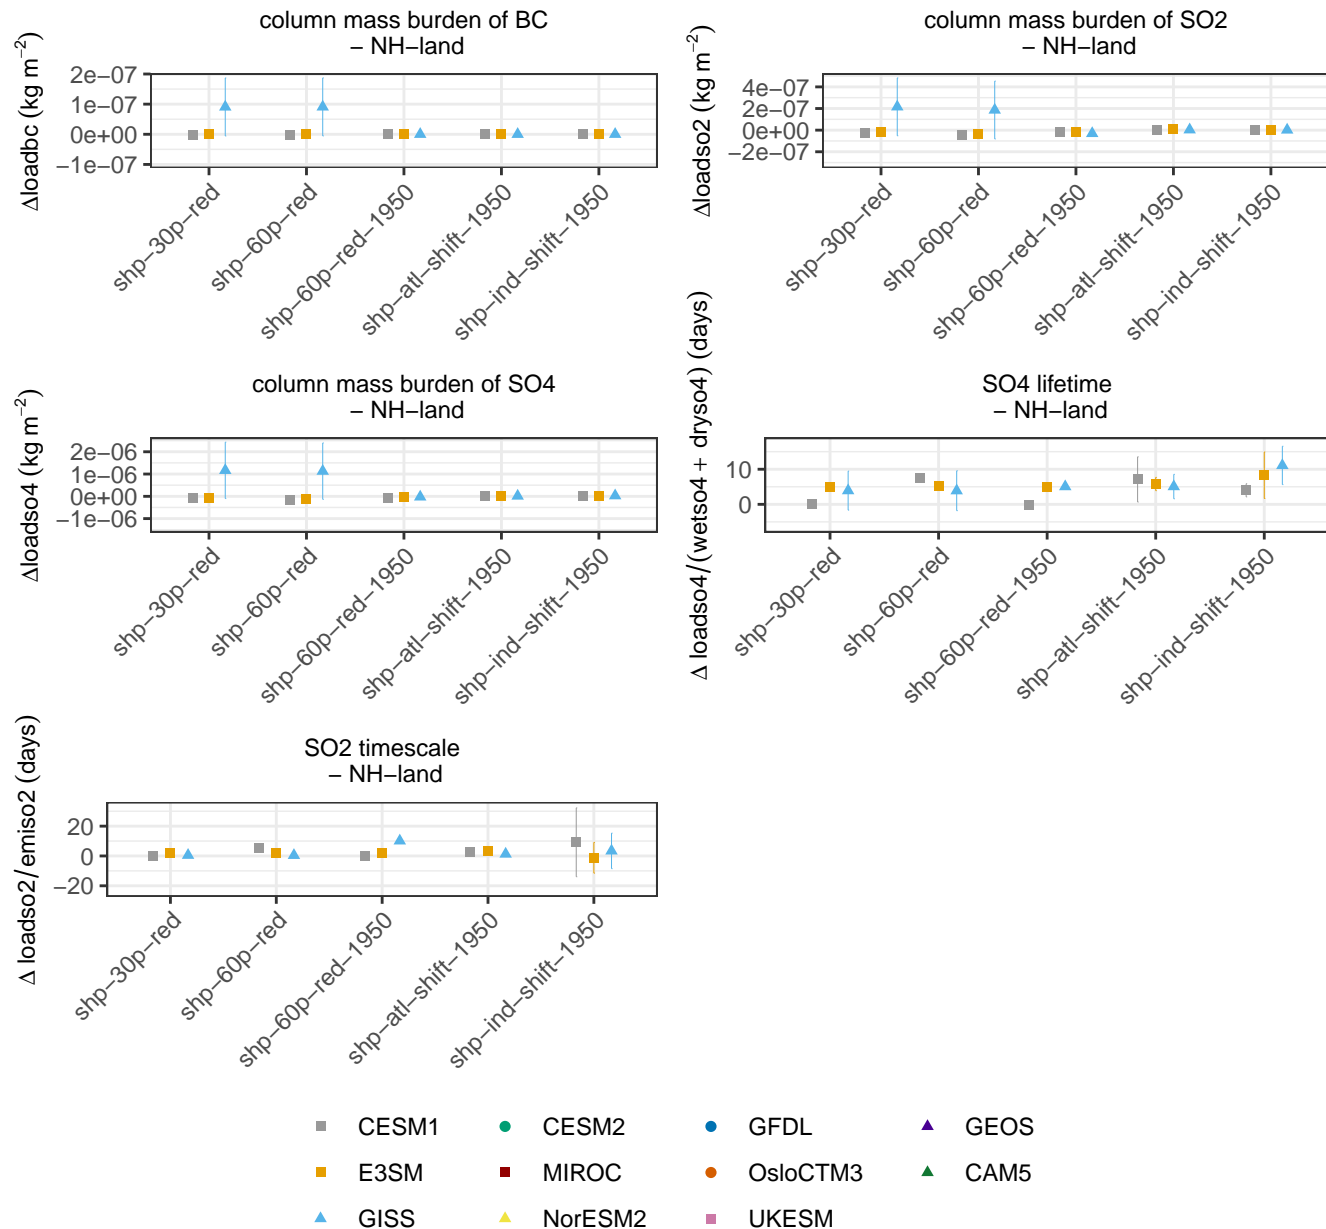 column mass burden of BC
– NH−land
Δloadbc (kg m−2)
2e−07
1e−07
0e+00
−1e−07
shp−30p−red
shp−60p−red
shp−60p−red−1950
shp−atl−shift−1950
shp−ind−shift−1950
column mass burden of SO2
– NH−land
Δloadso2 (kg m−2)
4e−07
2e−07
0e+00
−2e−07
shp−30p−red
shp−60p−red
shp−60p−red−1950
shp−atl−shift−1950
shp−ind−shift−1950
column mass burden of SO4
– NH−land
Δloadso4 (kg m−2)
2e−06
1e−06
0e+00
−1e−06
shp−30p−red
shp−60p−red
shp−60p−red−1950
shp−atl−shift−1950
shp−ind−shift−1950
SO4 lifetime
– NH−land
Δ loadso4/(wetso4 + dryso4) (days)
10
0
shp−30p−red
shp−60p−red
shp−60p−red−1950
shp−atl−shift−1950
shp−ind−shift−1950
SO2 timescale
– NH−land
Δ loadso2/emiso2 (days)
20
0
−20
shp−30p−red
shp−60p−red
shp−60p−red−1950
shp−atl−shift−1950
shp−ind−shift−1950
CESM1 CESM2 GFDL GEOS
E3SM MIROC OsloCTM3 CAM5
GISS NorESM2 UKESM